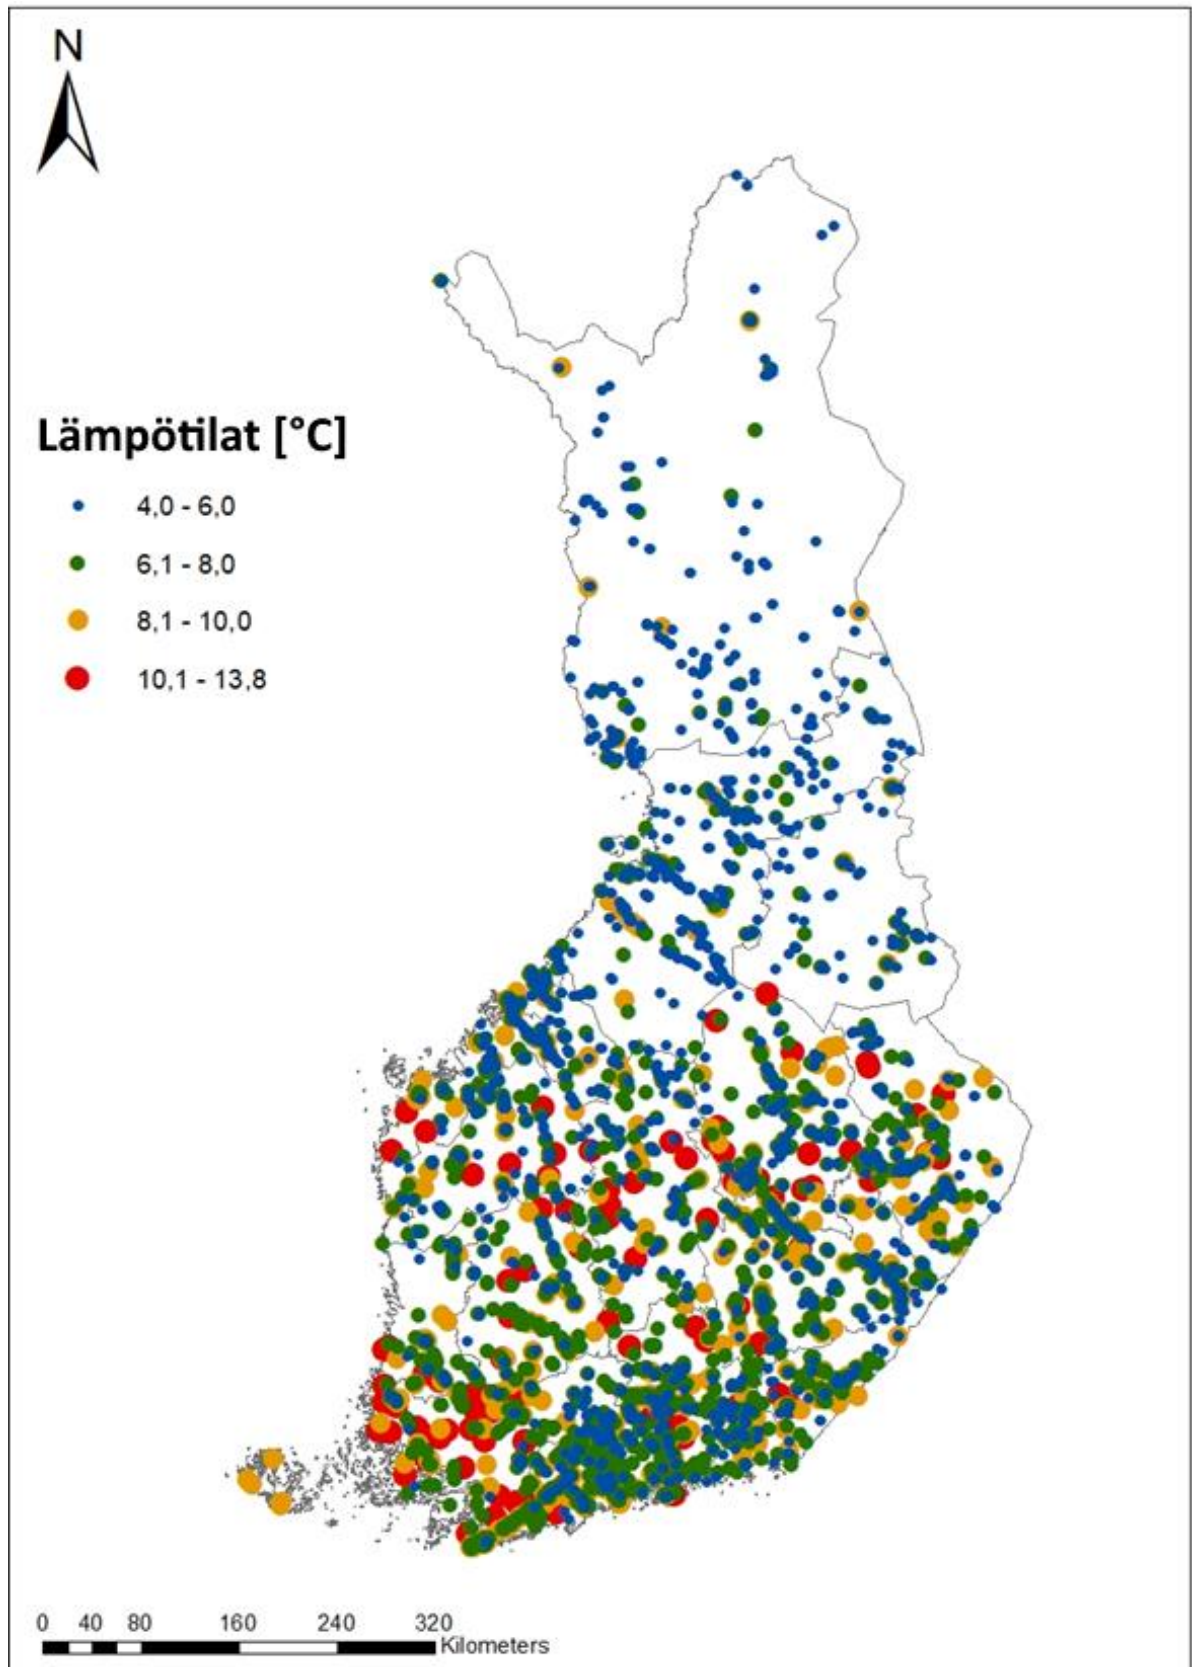 N
Lämpötilat [°C]
4,0 - 6,0
6,1 - 8,0
8,1 - 10,0
10,1 - 13,8
0 40 80 160 240 320
Kilometers